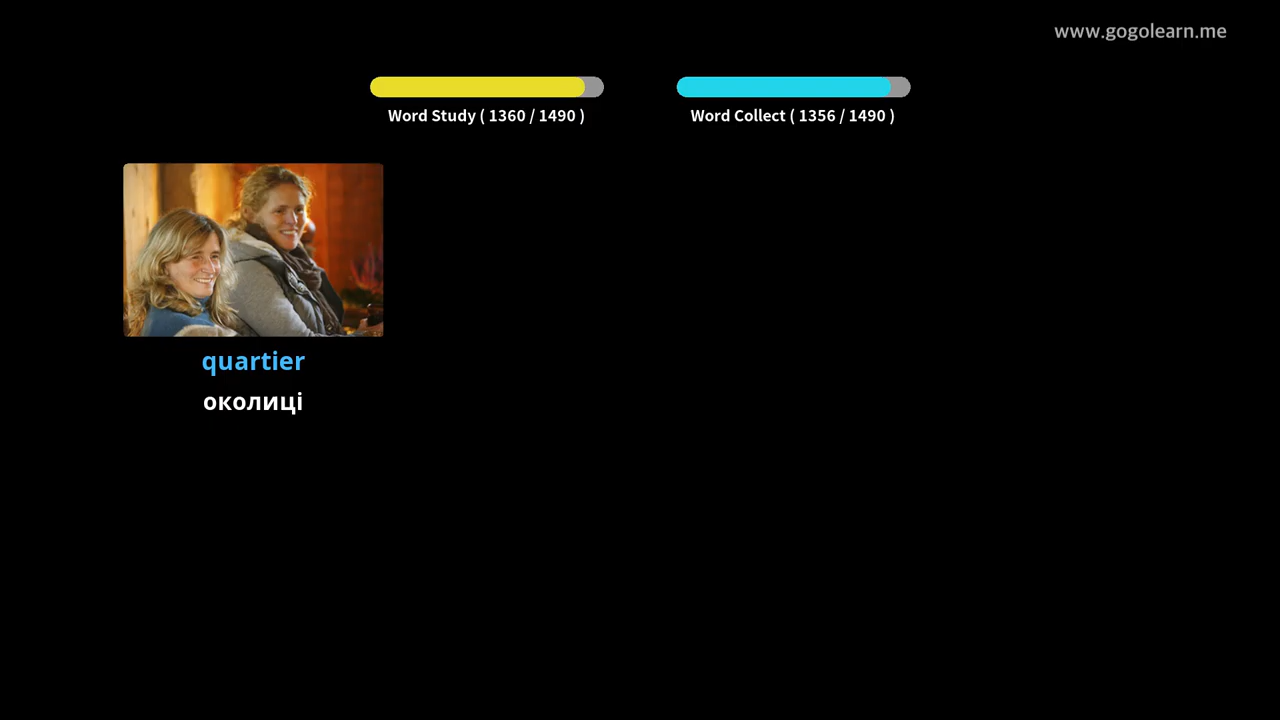 www.gogolearn.me
Word Study ( 1360 / 1490 )
Word Collect ( 1356 / 1490 )
quartier
околиці